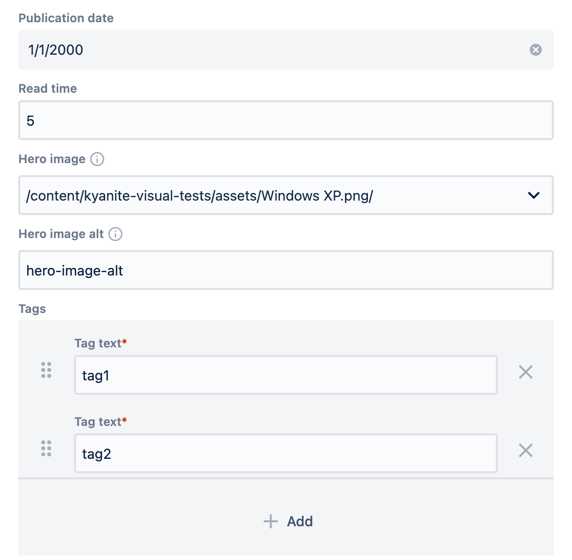 Publication date
1/1/2000
Read time
5
Hero image
/content/kyanite-visual-tests/assets/Windows XP.png/
Hero image alt
hero-image-alt
Tags
Tag text*
tag1
Tag text*
tag2
Add